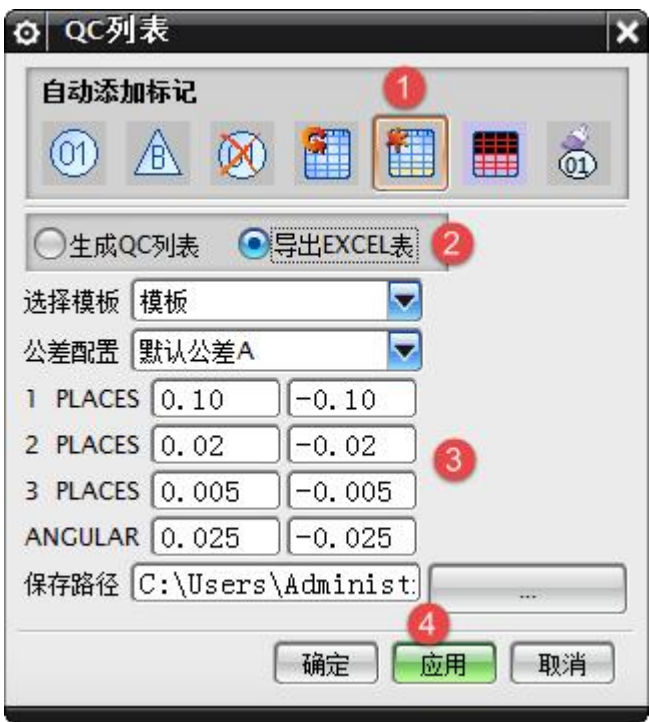 QC列表
自动添加标记
1
01 B 01
生成QC列表 导出EXCEL表 2
选择模板 模板
公差配置 默认公差A
1 PLACES 0.10 -0.10
2 PLACES 0.02 -0.02
3
3 PLACES 0.005 -0.005
ANGULAR 0.025 -0.025
保存路径 C:\Users\Administ ...
4
确定 应用 取消